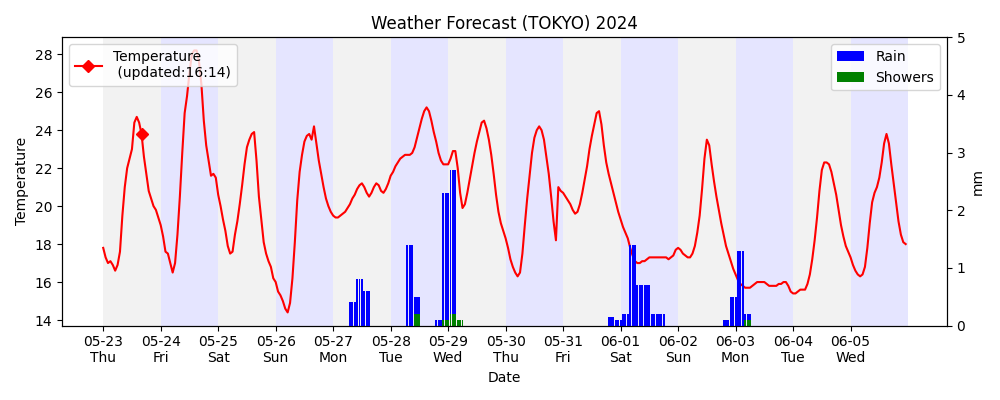 Weather Forecast (TOKYO) 2024
Temperature
(updated:16:14)
Rain
Showers
28
26
24
22
20
18
16
14
Temperature
5
4
3
2
1
0
mm
05-23 05-24 05-25 05-26 05-27 05-28 05-29 05-30 05-31 06-01 06-02 06-03 06-04 06-05
Thu Fri Sat Sun Mon Tue Wed Thu Fri Sat Sun Mon Tue Wed
Date